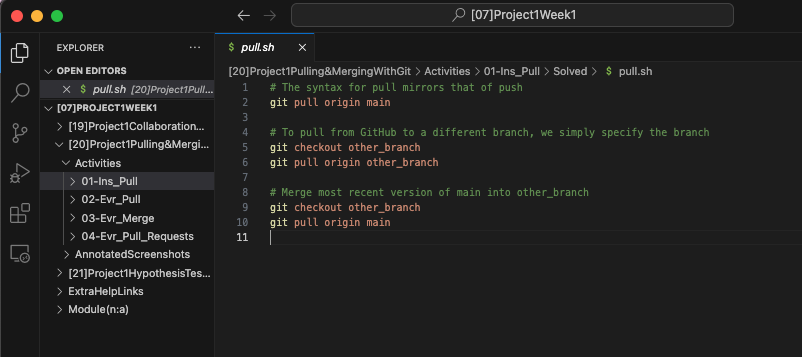 [07]Project1Week1
EXPLORER
OPEN EDITORS
$ pull.sh [20]Project1Pull...
[07]PROJECT1WEEK1
[19]Project1Collaboration...
[20]Project1Pulling&Mergi...
Activities
01-Ins_Pull
02-Evr_Pull
03-Evr_Merge
04-Evr_Pull_Requests
AnnotatedScreenshots
[21]Project1HypothesisTes...
ExtraHelpLinks
Module(n:a)
$ pull.sh
[20]Project1Pulling&MergingWithGit > Activities > 01-Ins_Pull > Solved > $ pull.sh
1 # The syntax for pull mirrors that of push
2 git pull origin main
3
4 # To pull from GitHub to a different branch, we simply specify the branch
5 git checkout other_branch
6 git pull origin other_branch
7
8 # Merge most recent version of main into other_branch
9 git checkout other_branch
10 git pull origin main
11